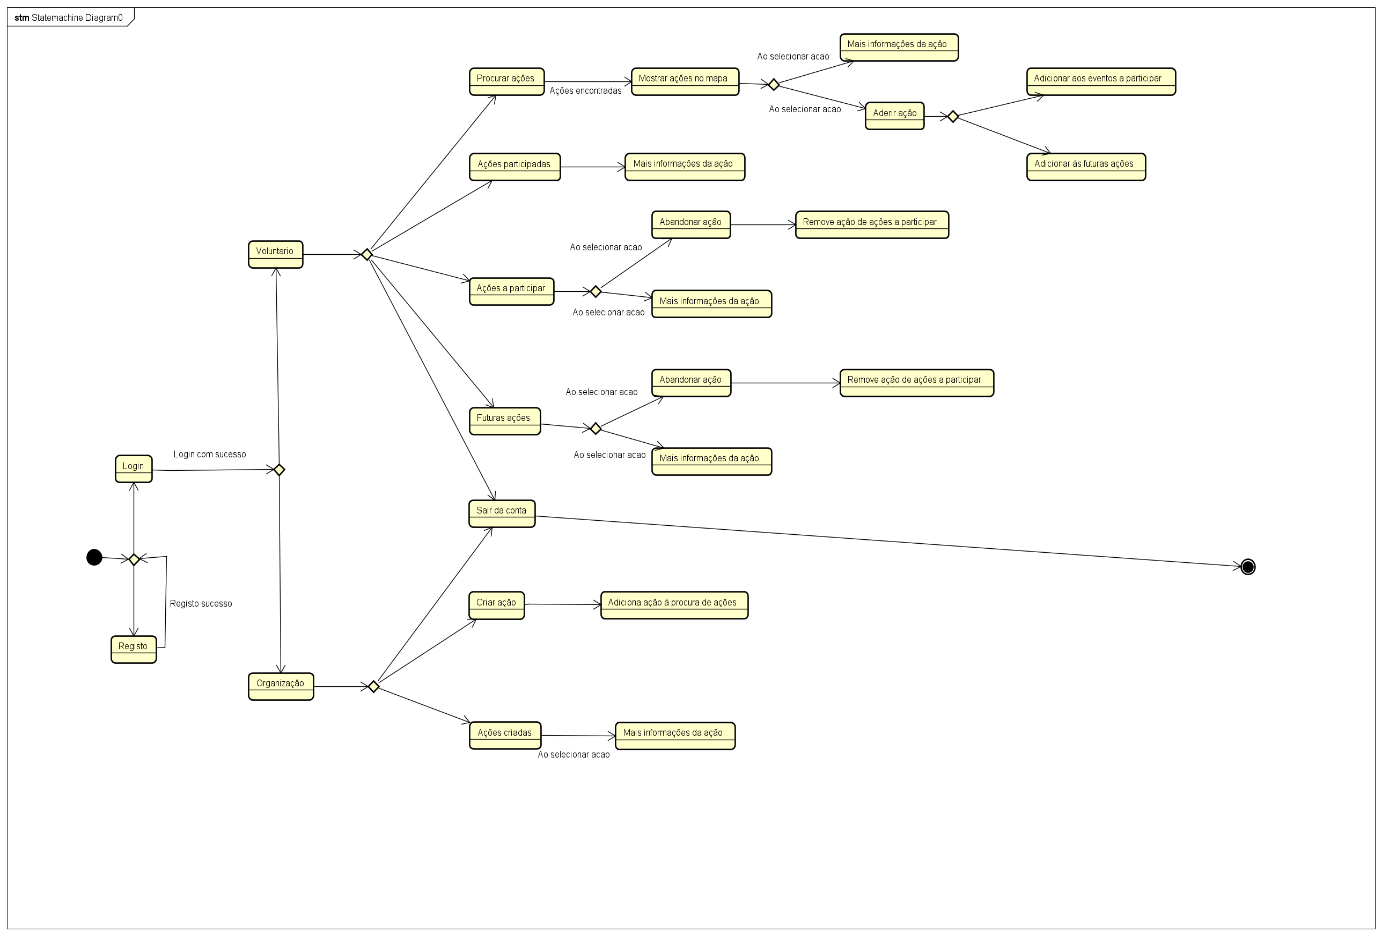 stm Statemachine Diagram0
Mais informações da ação
Ao selecionar acao
Procurar ações
Ações encontradas
Mostrar ações no mapa
Adicionar aos eventos a participar
Ao selecionar acao
Aderir ação
Ações participadas
Mais informações da ação
Adicionar ás futuras ações
Abandonar ação
Remove ação de ações a participar
Ao selecionar acao
Voluntario
Ações a participar
Mais informações da ação
Ao selecionar acao
Abandonar ação
Remove ação de ações a participar
Ao selecionar acao
Futuras ações
Ao selecionar acao
Mais informações da ação
Login com sucesso
Login
Sair da conta
Registo sucesso
Criar ação
Adiciona ação á procura de ações
Registo
Organização
Ações criadas
Mais informações da ação
Ao selecionar acao